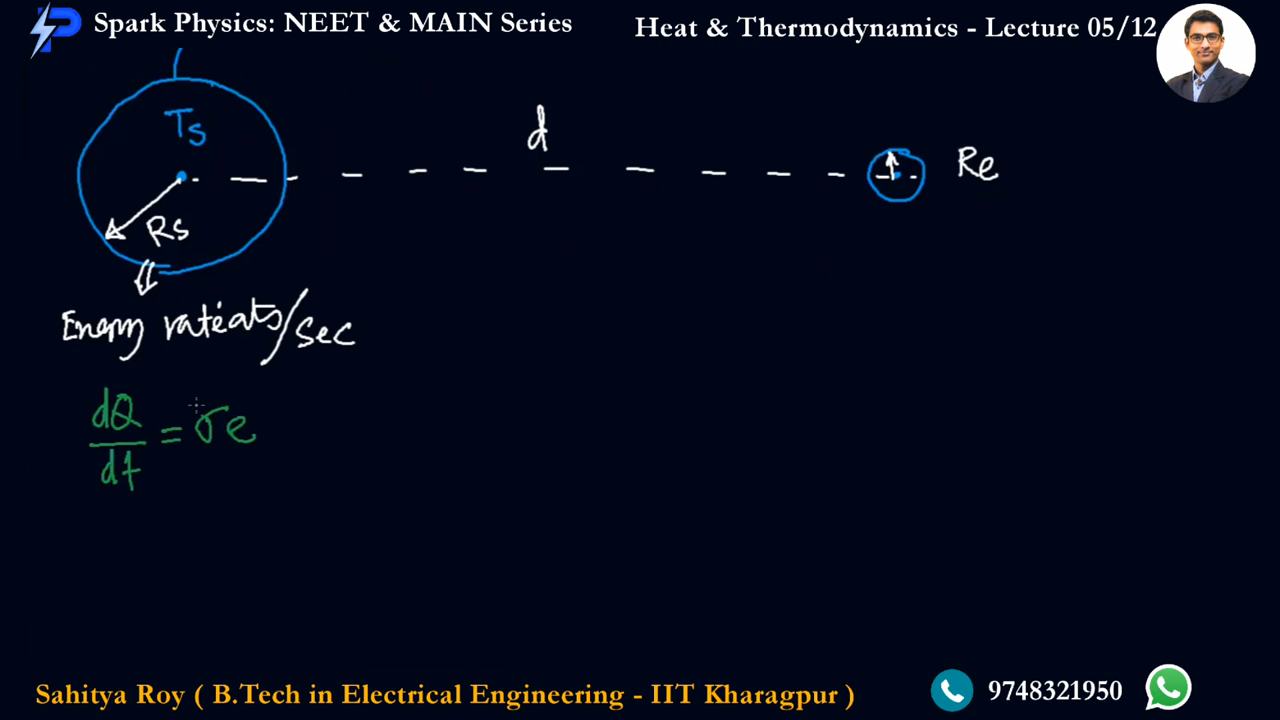 Spark Physics: NEET & MAIN Series
Heat & Thermodynamics - Lecture 05/12
Ts
d
Re
Rs
Energy /sec
dQ/dt = σe
Sahitya Roy ( B.Tech in Electrical Engineering - IIT Kharagpur )
9748321950